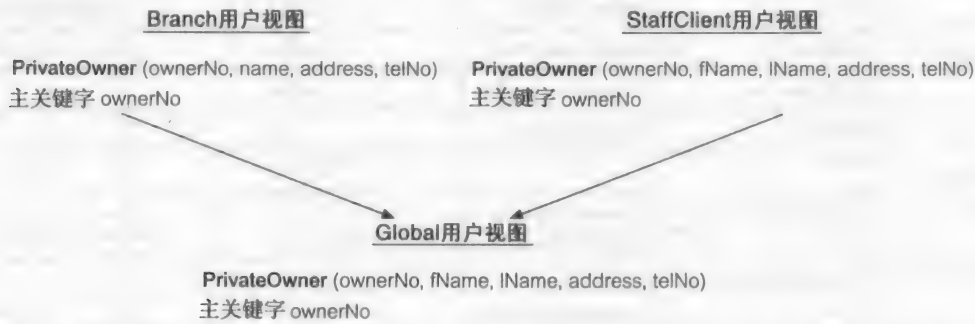 Branch用户视图
StaffClient用户视图
PrivateOwner (ownerNo, name, address, telNo)
主关键字 ownerNo
PrivateOwner (ownerNo, fName, lName, address, telNo)
主关键字 ownerNo
Global用户视图
PrivateOwner (ownerNo, fName, lName, address, telNo)
主关键字 ownerNo